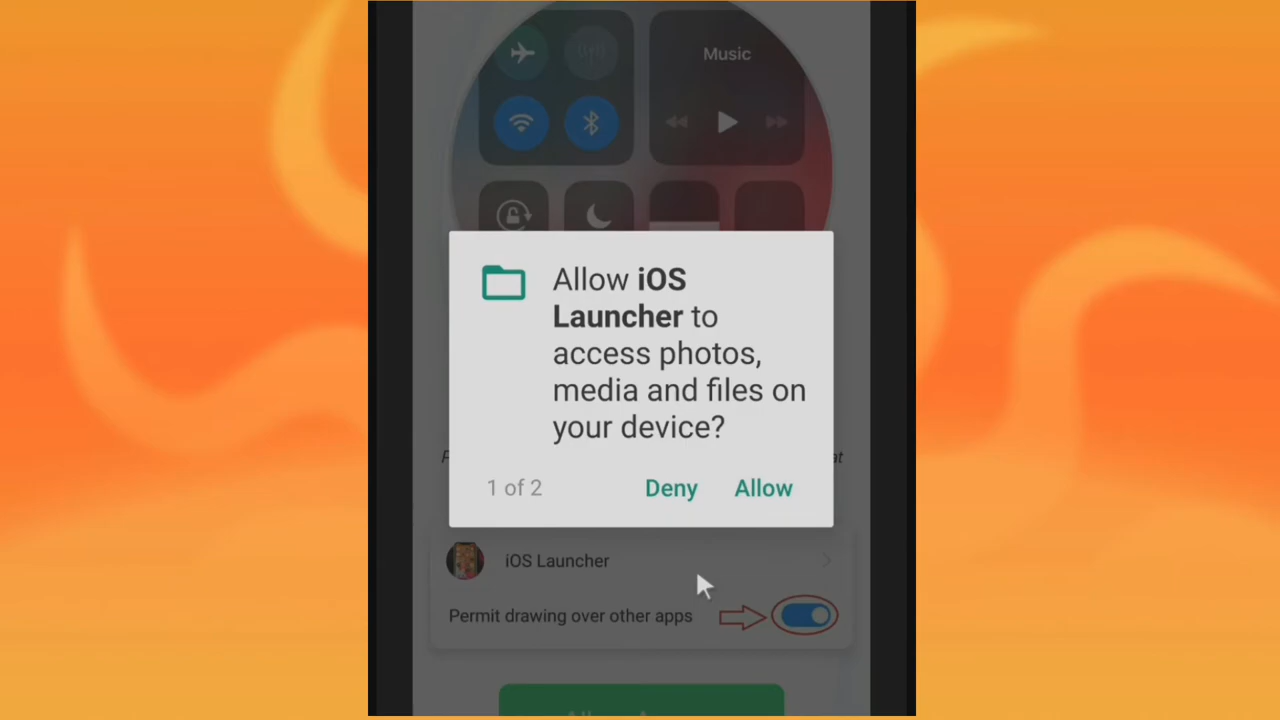 Music
Allow iOS
Launcher to
access photos,
media and files on
your device?
1 of 2
Deny
Allow
iOS Launcher
Permit drawing over other apps